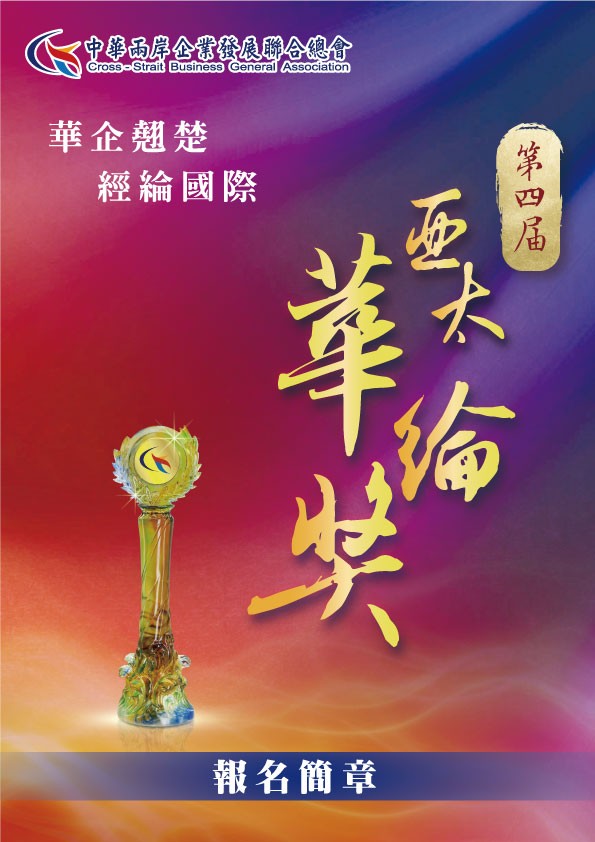 中華兩岸企業發展聯合總會
Cross-Strait Business General Association
華企翹楚
經綸國際
第四届
亞太
華綸獎
報名簡章